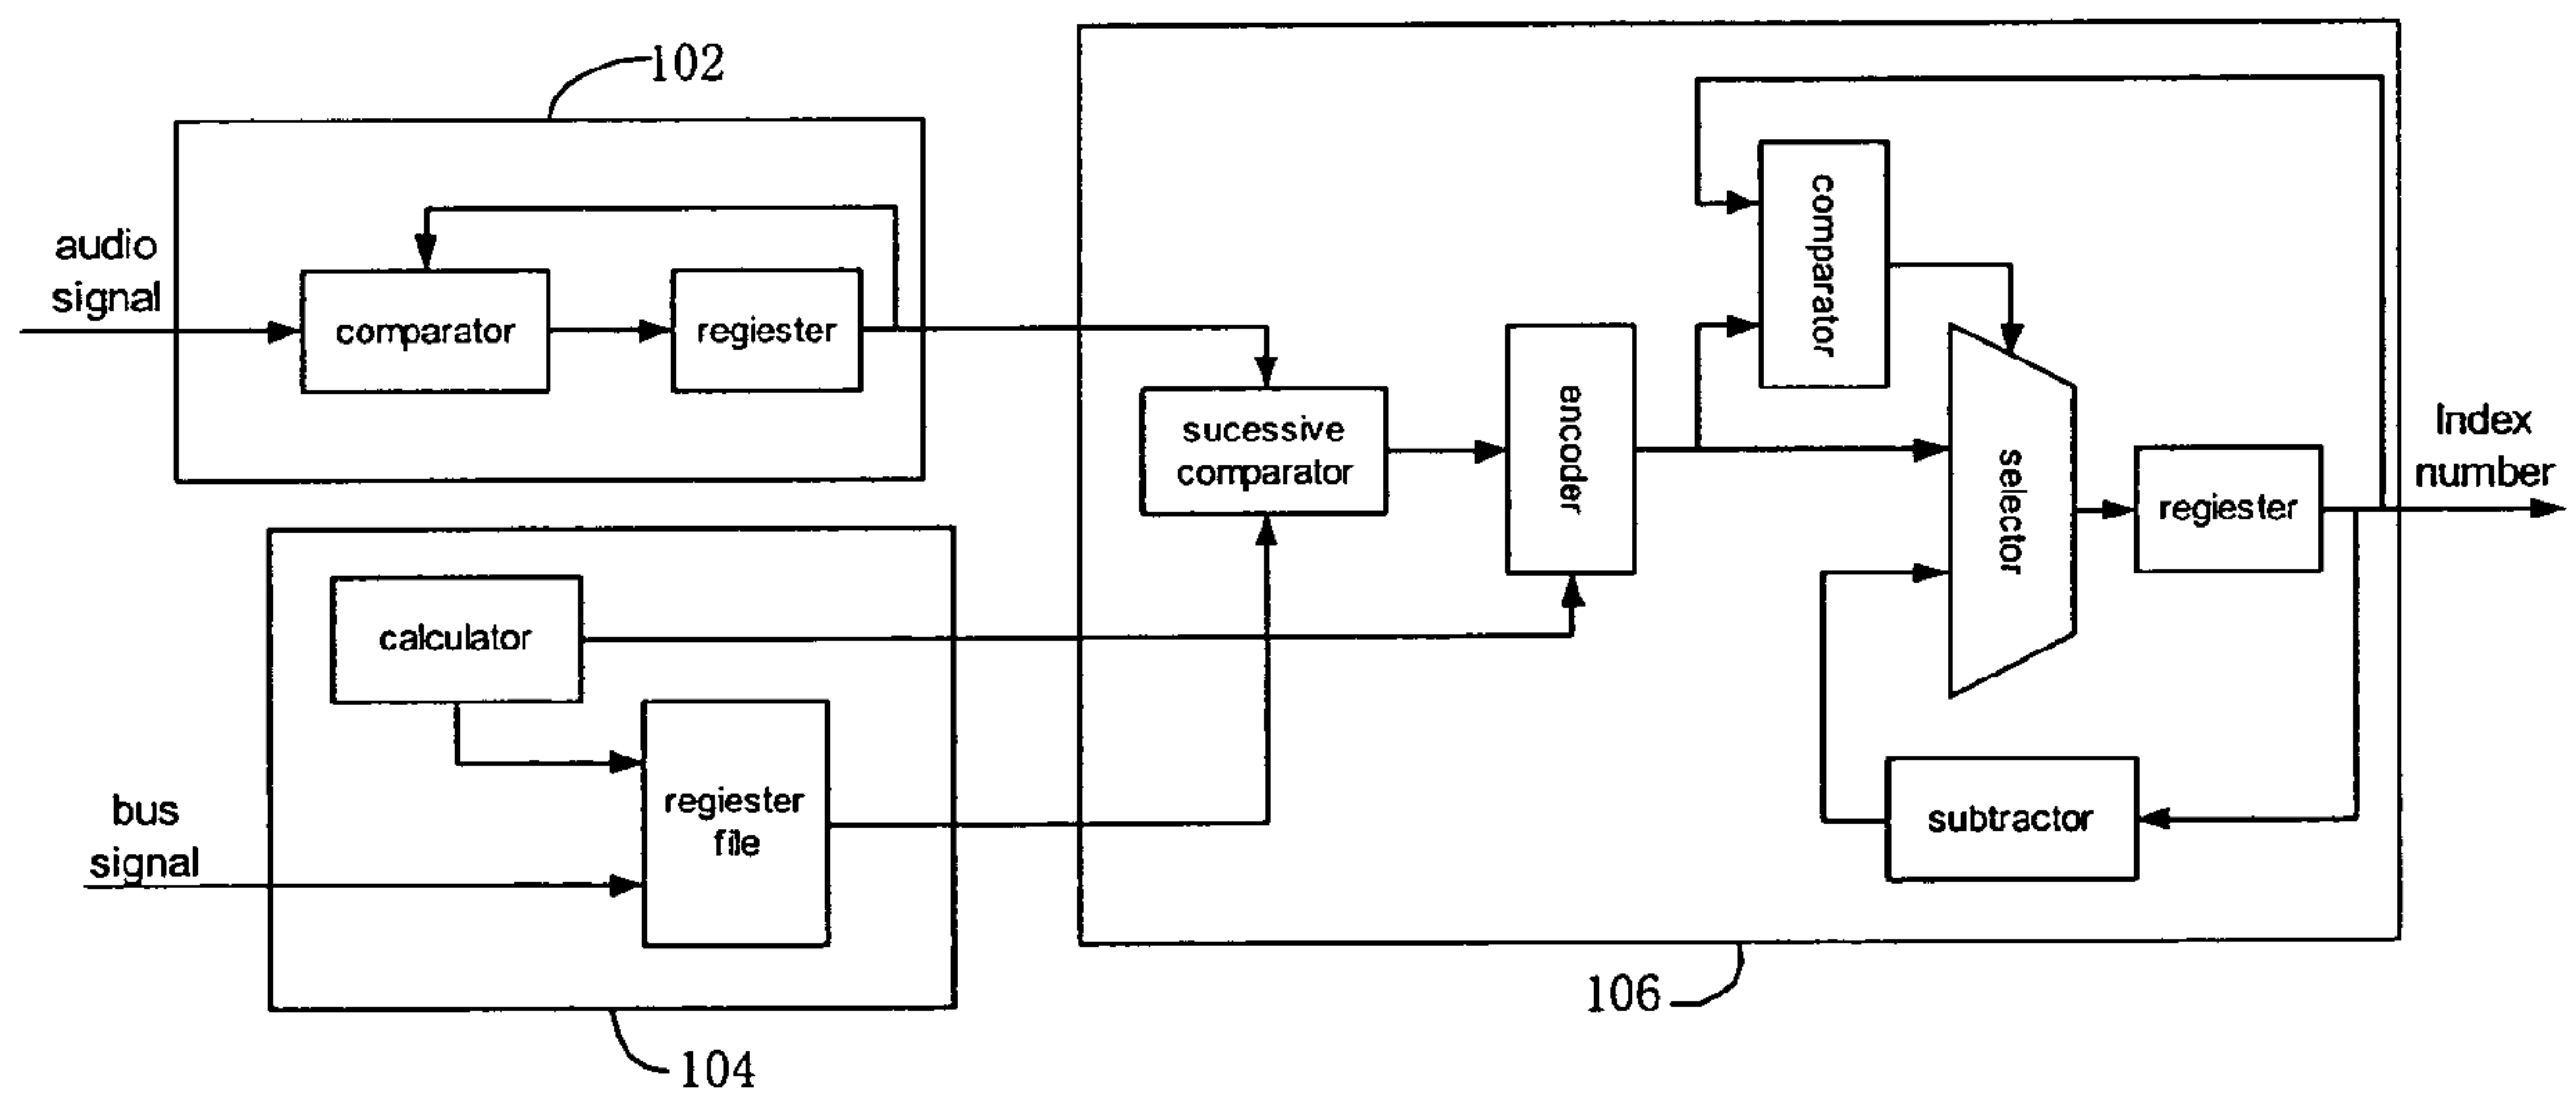 102
audio
signal
comparator
regiester
sucessive
comparator
encoder
comparator
selector
regiester
Index
number
calculator
regiester
file
bus
signal
subtractor
106
104